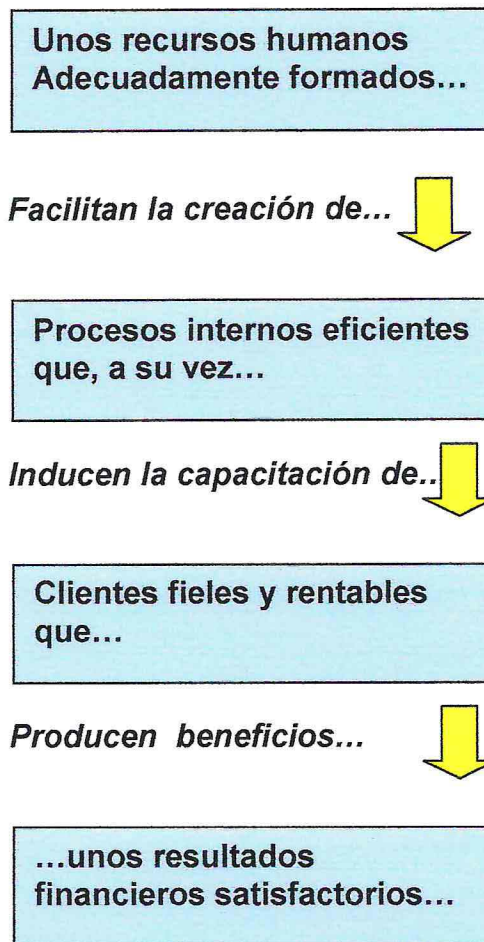 Unos recursos humanos
Adecuadamente formados...
Facilitan la creación de...
Procesos internos eficientes
que, a su vez...
Inducen la capacitación de..
Clientes fieles y rentables
que...
Producen beneficios...
...unos resultados
financieros satisfactorios...